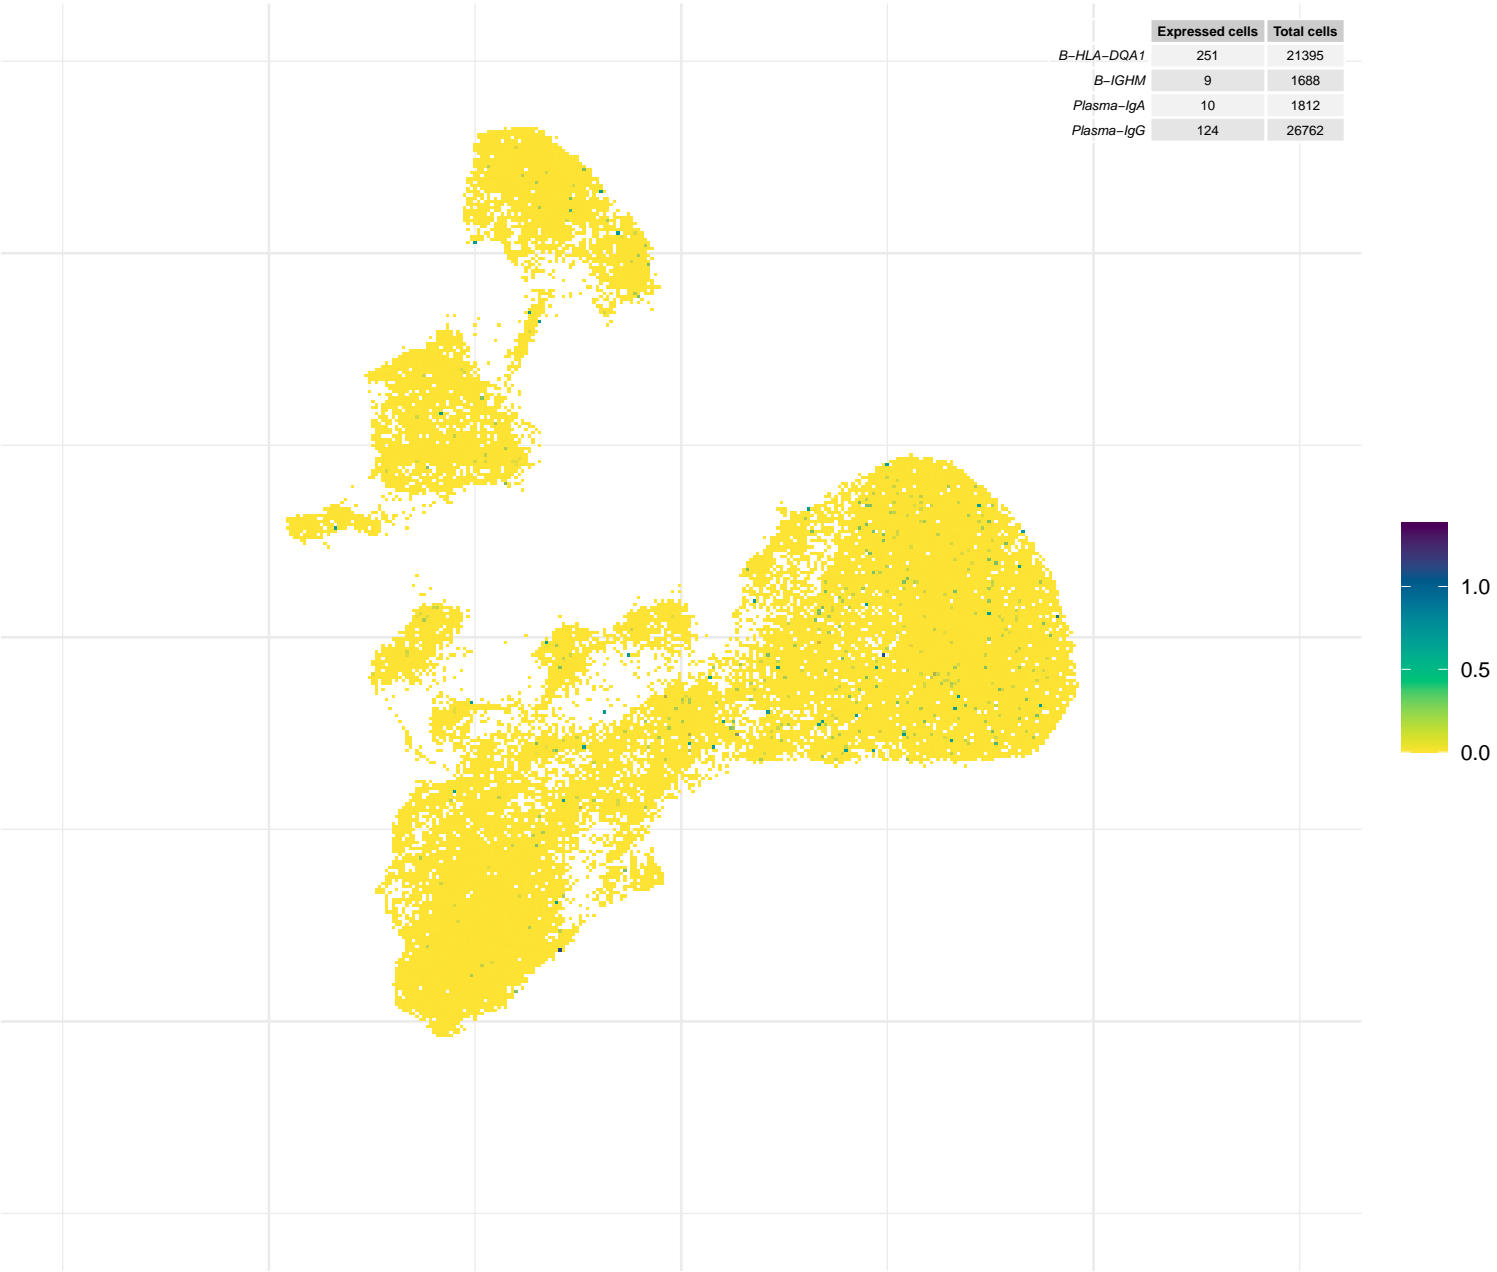 Expressed cells Total cells
B−HLA−DQA1 251 21395
B−IGHM 9 1688
Plasma−IgA 10 1812
Plasma−IgG 124 26762
1.0
0.5
0.0